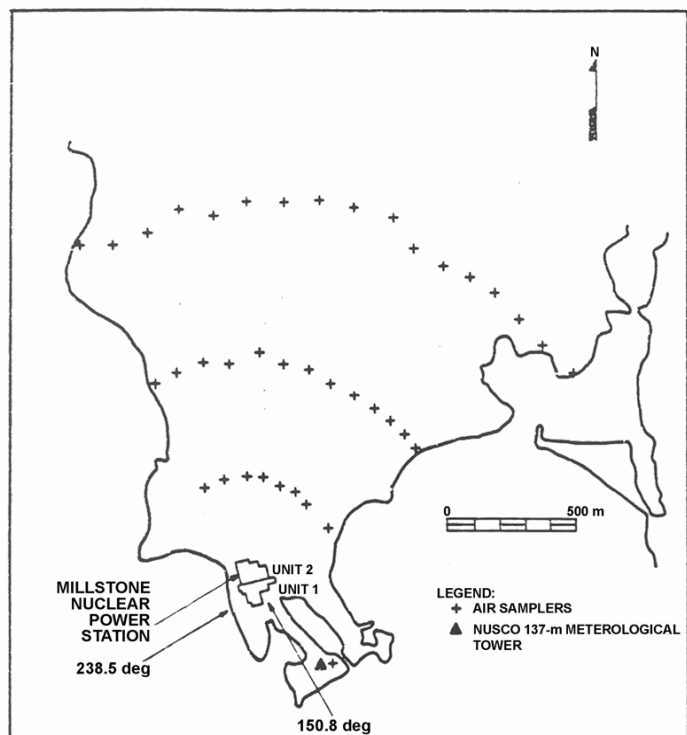 N
0
500 m
UNIT 2
UNIT 1
MILLSTONE
NUCLEAR
POWER
STATION
238.5 deg
150.8 deg
LEGEND:
AIR SAMPLERS
NUSCO 137-m METEROLOGICAL
TOWER